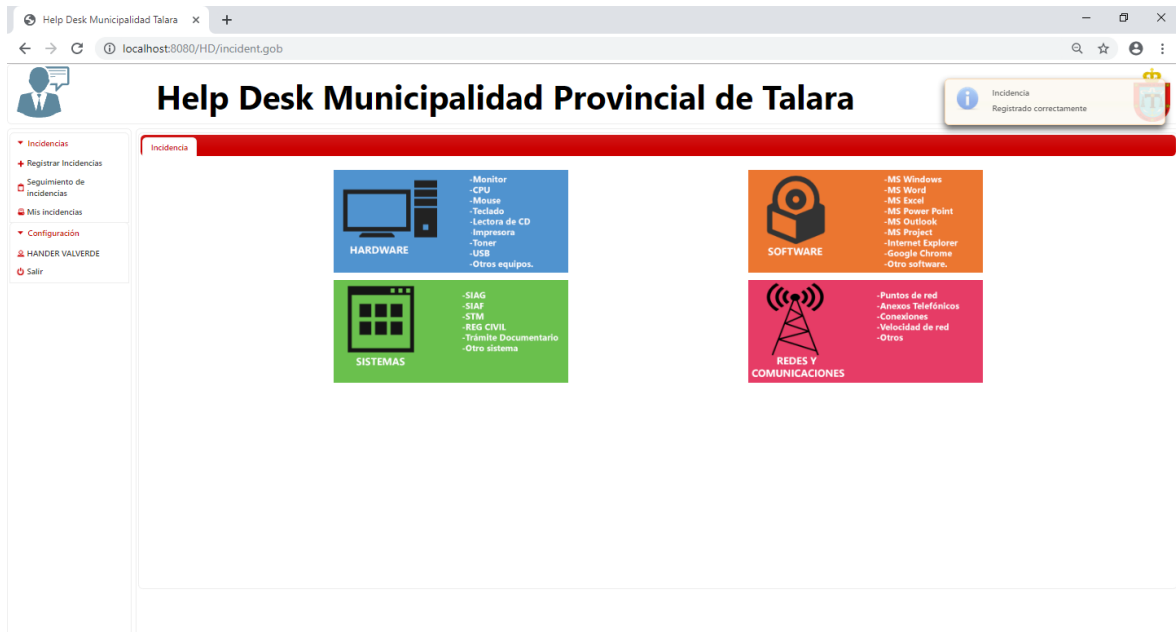 Help Desk Municipalidad Talara
localhost:8080/HD/incident.gob
Help Desk Municipalidad Provincial de Talara
Incidencia
Registrado correctamente
Incidencias
Registrar Incidencias
Seguimiento de
incidencias
Mis incidencias
Configuración
HANDER VALVERDE
Salir
Incidencia
HARDWARE
-Monitor
-CPU
-Mouse
-Teclado
-Lectora de CD
-Impresora
-Toner
-USB
-Otros equipos.
SOFTWARE
-MS Windows
-MS Word
-MS Excel
-MS Power Point
-MS Outlook
-MS Project
-Internet Explorer
-Google Chrome
-Otro software.
SISTEMAS
-SIAG
-SIAF
-STM
-REG CIVIL
-Trámite Documentario
-Otro sistema
REDES Y
COMUNICACIONES
-Puntos de red
-Anexos Telefónicos
-Conexiones
-Velocidad de red
-Otros